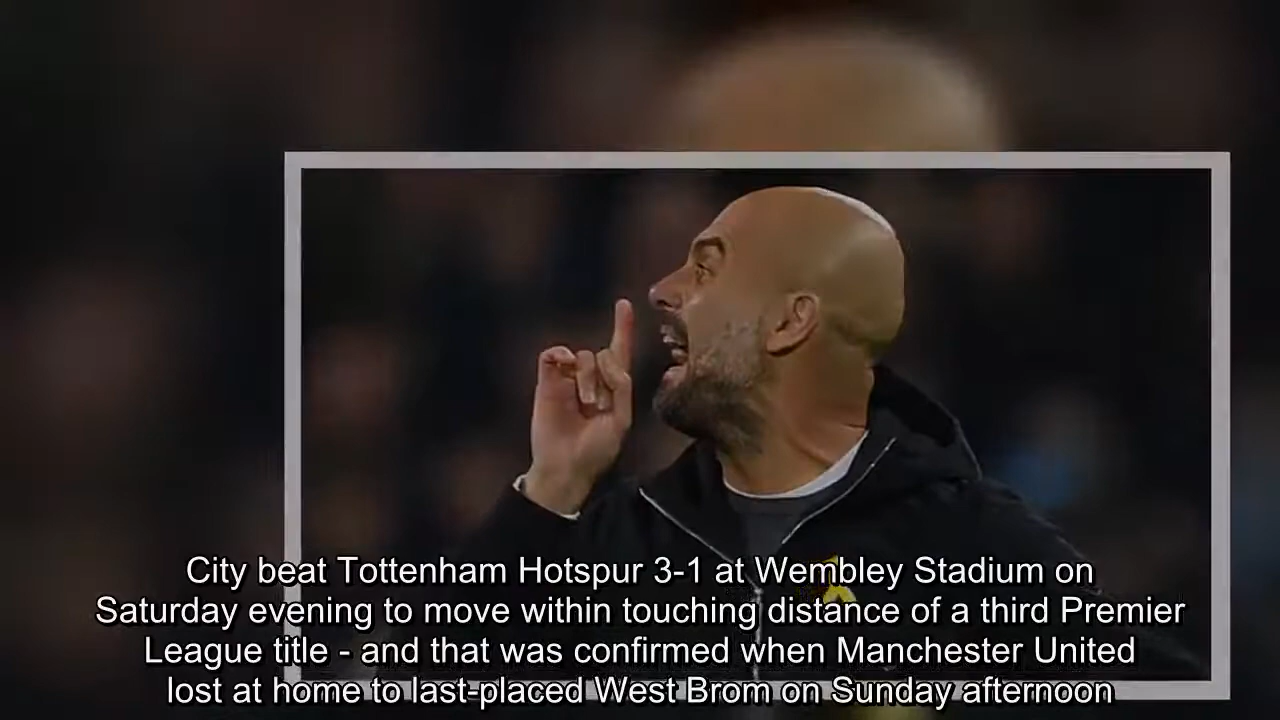 City beat Tottenham Hotspur 3-1 at Wembley Stadium on
Saturday evening to move within touching distance of a third Premier
League title - and that was confirmed when Manchester United
lost at home to last-placed West Brom on Sunday afternoon